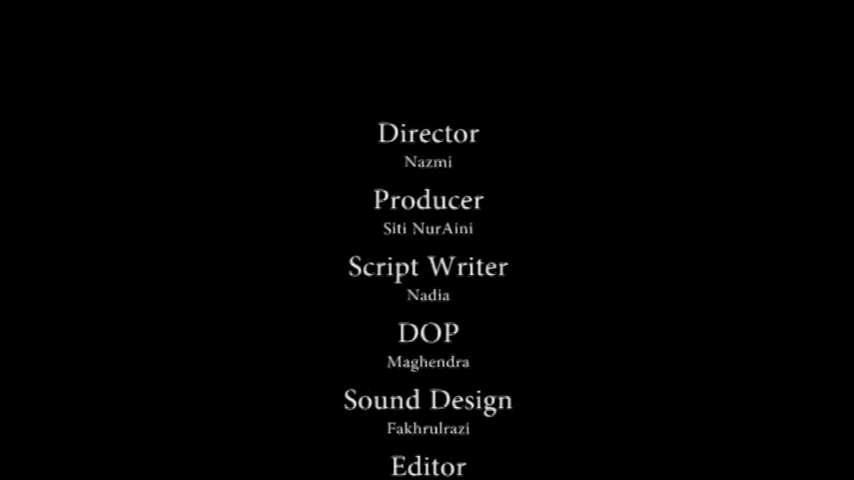 Director
Nazmi
Producer
Siti NurAini
Script Writer
Nadia
DOP
Maghendra
Sound Design
Fakhrulrazi
Editor